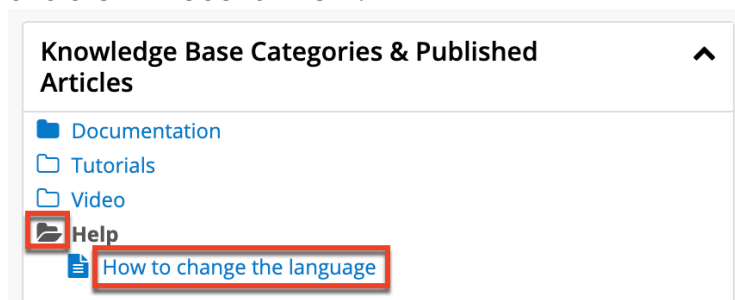 Knowledge Base Categories & Published
Articles
Documentation
Tutorials
Video
Help
How to change the language